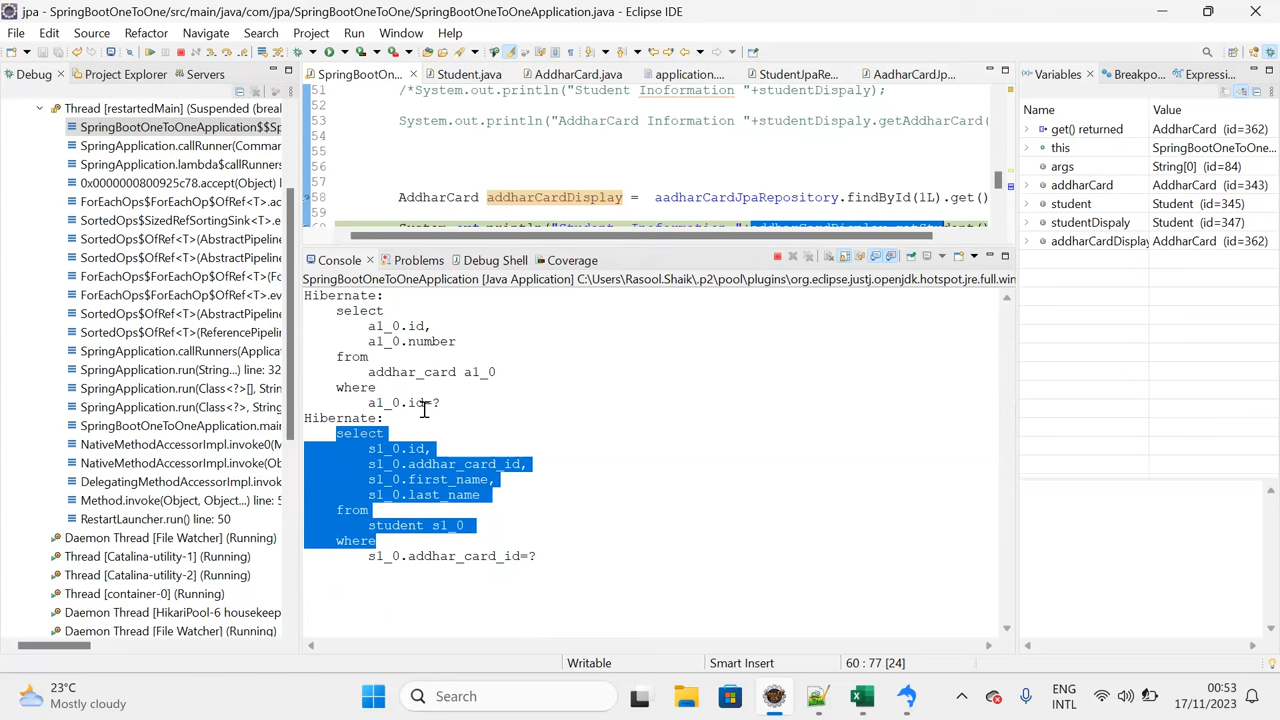 jpa - SpringBootOneToOne/src/main/java/com/jpa/SpringBootOneToOne/SpringBootOneToOneApplication.java - Eclipse IDE
File Edit Source Refactor Navigate Search Project Run Window Help
Debug Project Explorer Servers
Thread [restartedMain] (Suspended (brea
SpringBootOneToOneApplication$$Sp
SpringApplication.callRunner(Comma
SpringApplication.lambda$callRunners
0x0000000800925c78.accept(Object) l
ForEachOps$ForEachOp$OfRef<T>.ac
SortedOps$SizedRefSortingSink<T>.e
SortedOps$OfRef<T>(AbstractPipeline
SortedOps$OfRef<T>(AbstractPipeline
ForEachOps$ForEachOp<T>.evaluateS
ForEachOps$ForEachOp$OfRef<T>.ev
SortedOps$OfRef<T>(AbstractPipeline
SortedOps$OfRef<T>(ReferencePipelin
SpringApplication.callRunners(Applica
SpringApplication.run(String...) line: 32
SpringApplication.run(Class<?>[], String
SpringApplication.run(Class<?>, String
SpringBootOneToOneApplication.main
NativeMethodAccessorImpl.invoke0(M
NativeMethodAccessorImpl.invoke(Ob
DelegatingMethodAccessorImpl.invok
Method.invoke(Object, Object...) line: 5
RestartLauncher.run() line: 50
Daemon Thread [File Watcher] (Running)
Thread [Catalina-utility-1] (Running)
Thread [Catalina-utility-2] (Running)
Thread [container-0] (Running)
Daemon Thread [HikariPool-6 housekeep
Daemon Thread [File Watcher] (Running)
Daemon Thread [File Watcher] (Running)
SpringBootOn... Student.java AddharCard.java application.... StudentJpaRe... AadharCardJp...
51 /*System.out.println("Student Inoformation "+studentDispaly);
52
53 System.out.println("AddharCard Information "+studentDispaly.getAddharCard(
54
55
56
57
58 AddharCard addharCardDisplay = aadharCardJpaRepository.findById(1L).get()
59
Console Problems Debug Shell Coverage
SpringBootOneToOneApplication [Java Application] C:\Users\Rasool.Shaik\.p2\pool\plugins\org.eclipse.justj.openjdk.hotspot.jre.full.win
Hibernate:
select
a1_0.id,
a1_0.number
from
addhar_card a1_0
where
a1_0.id=?
Hibernate:
select
s1_0.id,
s1_0.addhar_card_id,
s1_0.first_name,
s1_0.last_name
from
student s1_0
where
s1_0.addhar_card_id=?
Variables Breakpo... Expressi...
Name Value
get() returned AddharCard (id=362)
this SpringBootOneToOne...
args String[0] (id=84)
addharCard AddharCard (id=343)
student Student (id=345)
studentDispaly Student (id=347)
addharCardDisplay AddharCard (id=362)
Writable Smart Insert 60 : 77 [24]
23°C
Mostly cloudy
Search
ENG
INTL
00:53
17/11/2023